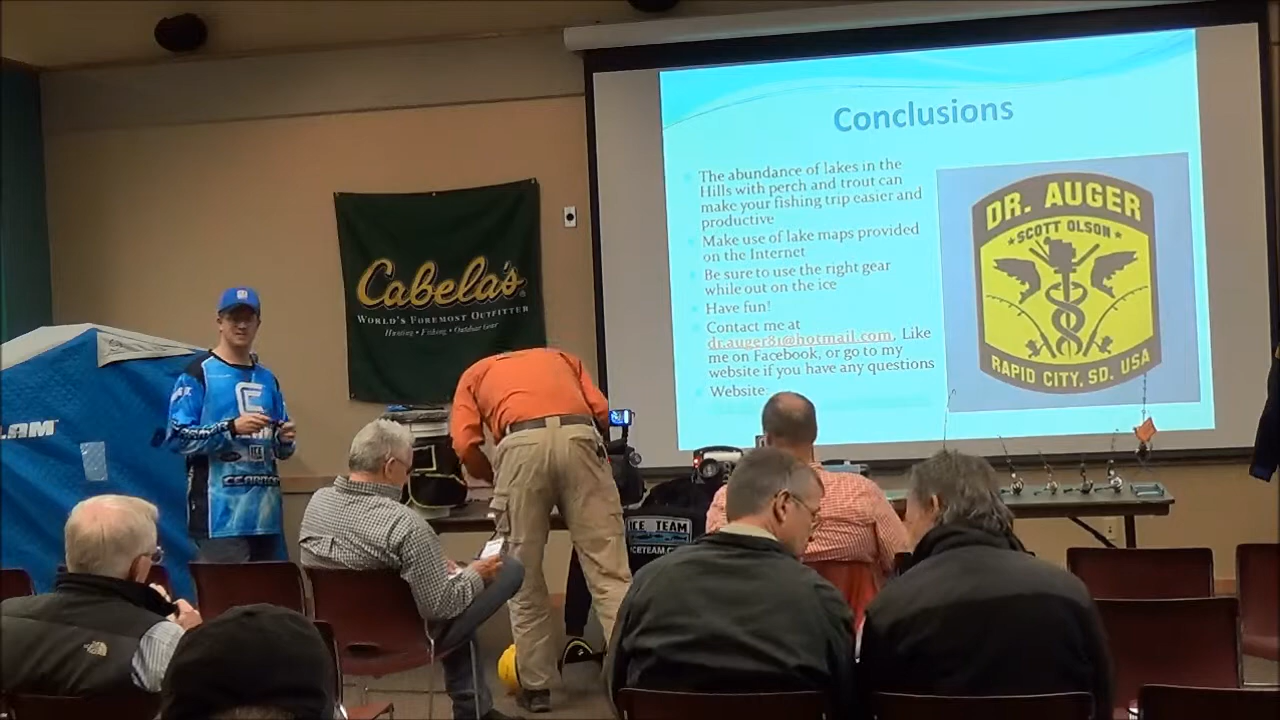 Conclusions
The abundance of lakes in the
Hills with perch and trout can
make your fishing trip easier and
productive
Make use of lake maps provided
on the Internet
Be sure to use the right gear
while out on the ice
Have fun!
Contact me at
dr.auger81@hotmail.com. Like
me on Facebook, or go to my
website if you have any questions
Website:
DR. AUGER
SCOTT OLSON
RAPID CITY, SD. USA
Cabela's
WORLD'S FOREMOST OUTFITTER
Hunting • Fishing • Outdoor Gear
LAM
ICE
ICE TEAM